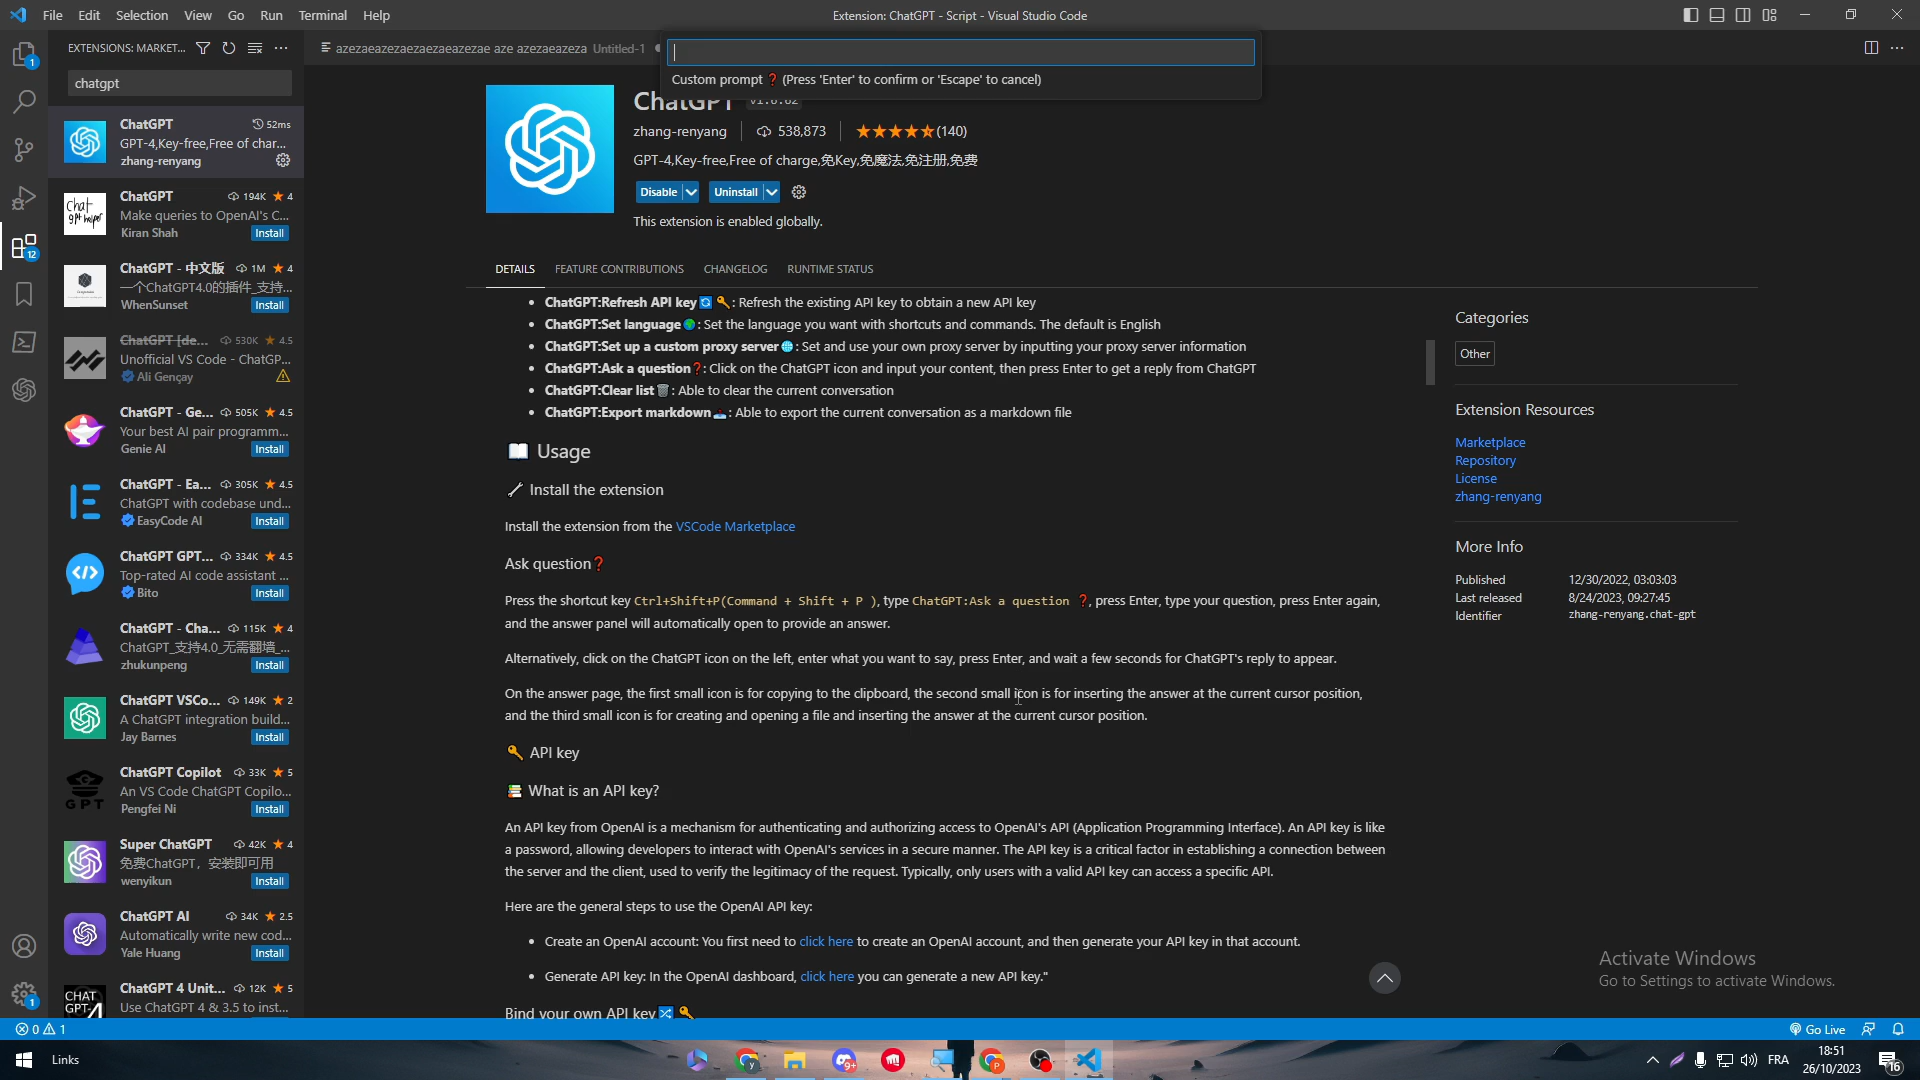 File Edit Selection View Go Run Terminal Help
Extension: ChatGPT - Script - Visual Studio Code
EXTENSIONS: MARKET...
azezaeazezaezaezaeazezae aze azezaeazeza Untitled-1
chatgpt
Custom prompt ❓ (Press 'Enter' to confirm or 'Escape' to cancel)
ChatGPT v1.6.62
zhang-renyang 538,873 (140)
GPT-4,Key-free,Free of charge,免Key,免魔法,免注册,免费
Disable Uninstall
This extension is enabled globally.
DETAILS FEATURE CONTRIBUTIONS CHANGELOG RUNTIME STATUS
ChatGPT 52ms
GPT-4,Key-free,Free of char...
zhang-renyang
ChatGPT 194K 4
Make queries to OpenAI's C...
Kiran Shah Install
ChatGPT - 中文版 1M 4
一个ChatGPT4.0的插件_支持...
WhenSunset Install
ChatGPT [de... 530K 4.5
Unofficial VS Code - ChatGP...
Ali Gençay
ChatGPT - Ge... 505K 4.5
Your best AI pair programm...
Genie AI Install
ChatGPT - Ea... 305K 4.5
ChatGPT with codebase und...
EasyCode AI Install
ChatGPT GPT... 334K 4.5
Top-rated AI code assistant ...
Bito Install
ChatGPT - Cha... 115K 4
ChatGPT_支持4.0_无需翻墙_...
zhukunpeng Install
ChatGPT VSCo... 149K 2
A ChatGPT integration build...
Jay Barnes Install
ChatGPT Copilot 33K 5
An VS Code ChatGPT Copilo...
Pengfei Ni Install
Super ChatGPT 42K 4
免费ChatGPT，安装即可用
wenyikun Install
ChatGPT AI 34K 2.5
Automatically write new cod...
Yale Huang Install
ChatGPT 4 Unit... 12K 5
Use ChatGPT 4 & 3.5 to inst...
Chat
gpt helper
GPT
CHAT
GPT-4
• ChatGPT:Refresh API key🔄 🔑: Refresh the existing API key to obtain a new API key
• ChatGPT:Set language🌍: Set the language you want with shortcuts and commands. The default is English
• ChatGPT:Set up a custom proxy server🌐: Set and use your own proxy server by inputting your proxy server information
• ChatGPT:Ask a question❓: Click on the ChatGPT icon and input your content, then press Enter to get a reply from ChatGPT
• ChatGPT:Clear list🗑️: Able to clear the current conversation
• ChatGPT:Export markdown📥: Able to export the current conversation as a markdown file
📖 Usage
Install the extension
Install the extension from the VSCode Marketplace
Ask question❓
Press the shortcut key Ctrl+Shift+P(Command + Shift + P ), type ChatGPT:Ask a question ❓, press Enter, type your question, press Enter again,
and the answer panel will automatically open to provide an answer.
Alternatively, click on the ChatGPT icon on the left, enter what you want to say, press Enter, and wait a few seconds for ChatGPT's reply to appear.
On the answer page, the first small icon is for copying to the clipboard, the second small icon is for inserting the answer at the current cursor position,
and the third small icon is for creating and opening a file and inserting the answer at the current cursor position.
🔑 API key
📚 What is an API key?
An API key from OpenAI is a mechanism for authenticating and authorizing access to OpenAI's API (Application Programming Interface). An API key is like
a password, allowing developers to interact with OpenAI's services in a secure manner. The API key is a critical factor in establishing a connection between
the server and the client, used to verify the legitimacy of the request. Typically, only users with a valid API key can access a specific API.
Here are the general steps to use the OpenAI API key:
• Create an OpenAI account: You first need to click here to create an OpenAI account, and then generate your API key in that account.
• Generate API key: In the OpenAI dashboard, click here you can generate a new API key."
Bind your own API key🔀 🔑
Categories
Other
Extension Resources
Marketplace
Repository
License
zhang-renyang
More Info
Published 12/30/2022, 03:03:03
Last released 8/24/2023, 09:27:45
Identifier zhang-renyang.chat-gpt
Activate Windows
Go to Settings to activate Windows.
1
12
1
0 1
Go Live
Links
9+
FRA
18:51
26/10/2023
16